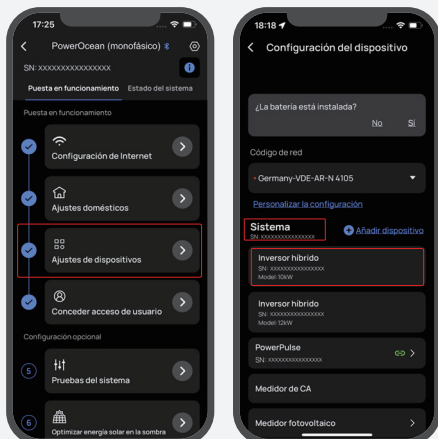 17:25
PowerOcean (monofásico)
SN: XXXXXXXXXXXXXXXX
Puesta en funcionamiento
Estado del sistema
Puesta en funcionamiento
Configuración de Internet
Ajustes domésticos
Ajustes de dispositivos
Conceder acceso de usuario
Configuración opcional
5
Pruebas del sistema
6
Optimizar energía solar en la sombra
18:18
Configuración del dispositivo
¿La batería está instalada?
No
Sí
Código de red
Germany-VDE-AR-N 4105
Personalizar la configuración
Sistema
SN: XXXXXXXXXXXXXXXX
Añadir dispositivo
Inversor híbrido
SN: XXXXXXXXXXXXXXXX
Model: 10kW
Inversor híbrido
SN: XXXXXXXXXXXXXXXX
Model: 12kW
PowerPulse
SN: XXXXXXXXXXXXXXXX
Medidor de CA
Medidor fotovoltaico